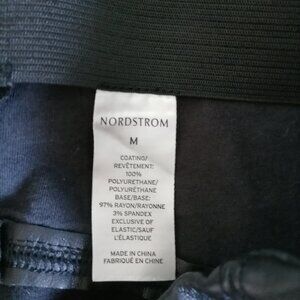 NORDSTROM
M
COATING/
REVÊTEMENT:
100%
POLYURETHANE/
POLYURÉTHANE
BASE/BASE:
97% RAYON/RAYONNE
3% SPANDEX
EXCLUSIVE OF
ELASTIC/SAUF
L'ÉLASTIQUE
MADE IN CHINA
FABRIQUÉ EN CHINE